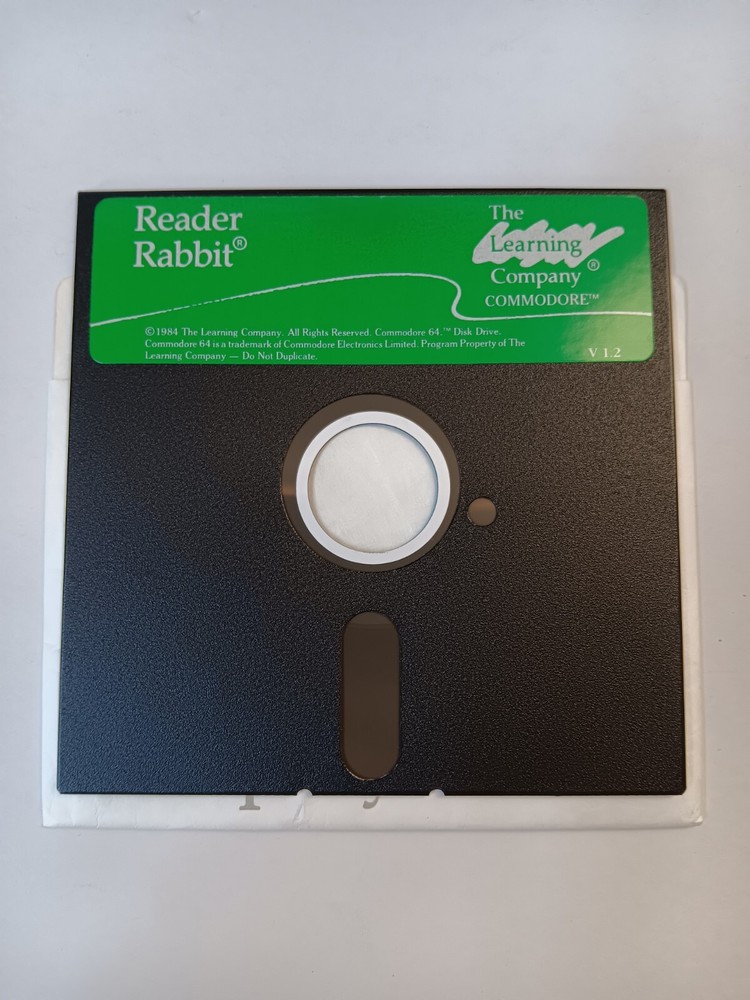 Reader
Rabbit®
The
Learning
Company®
COMMODORE™
©1984 The Learning Company. All Rights Reserved. Commodore 64.™ Disk Drive.
Commodore 64 is a trademark of Commodore Electronics Limited. Program Property of The
Learning Company — Do Not Duplicate.
V 1.2